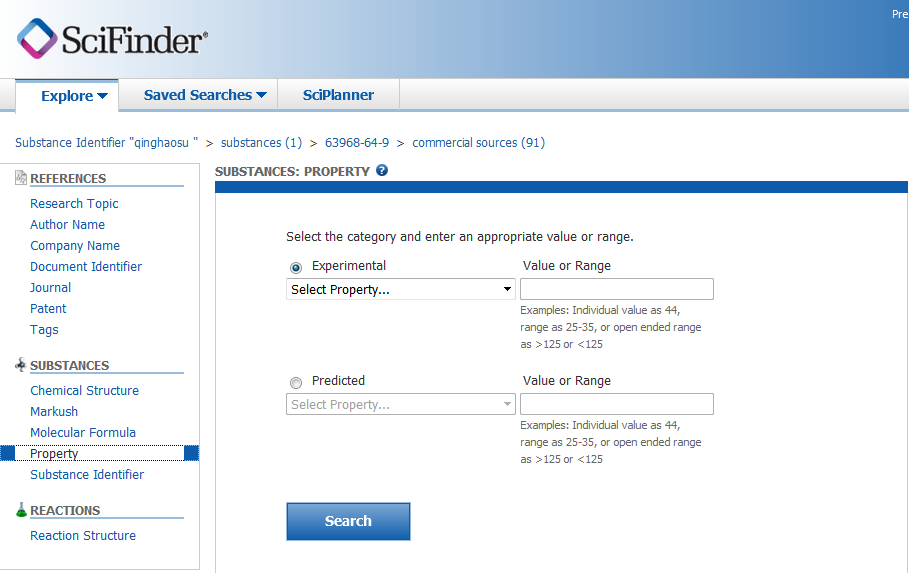 Pre
SciFinder®
Explore
Saved Searches
SciPlanner
Substance Identifier "qinghaosu " > substances (1) > 63968-64-9 > commercial sources (91)
REFERENCES
Research Topic
Author Name
Company Name
Document Identifier
Journal
Patent
Tags
SUBSTANCES
Chemical Structure
Markush
Molecular Formula
Property
Substance Identifier
REACTIONS
Reaction Structure
SUBSTANCES: PROPERTY ?
Select the category and enter an appropriate value or range.
Experimental
Value or Range
Select Property...
Examples: Individual value as 44,
range as 25-35, or open ended range
as >125 or <125
Predicted
Value or Range
Select Property...
Examples: Individual value as 44,
range as 25-35, or open ended range
as >125 or <125
Search